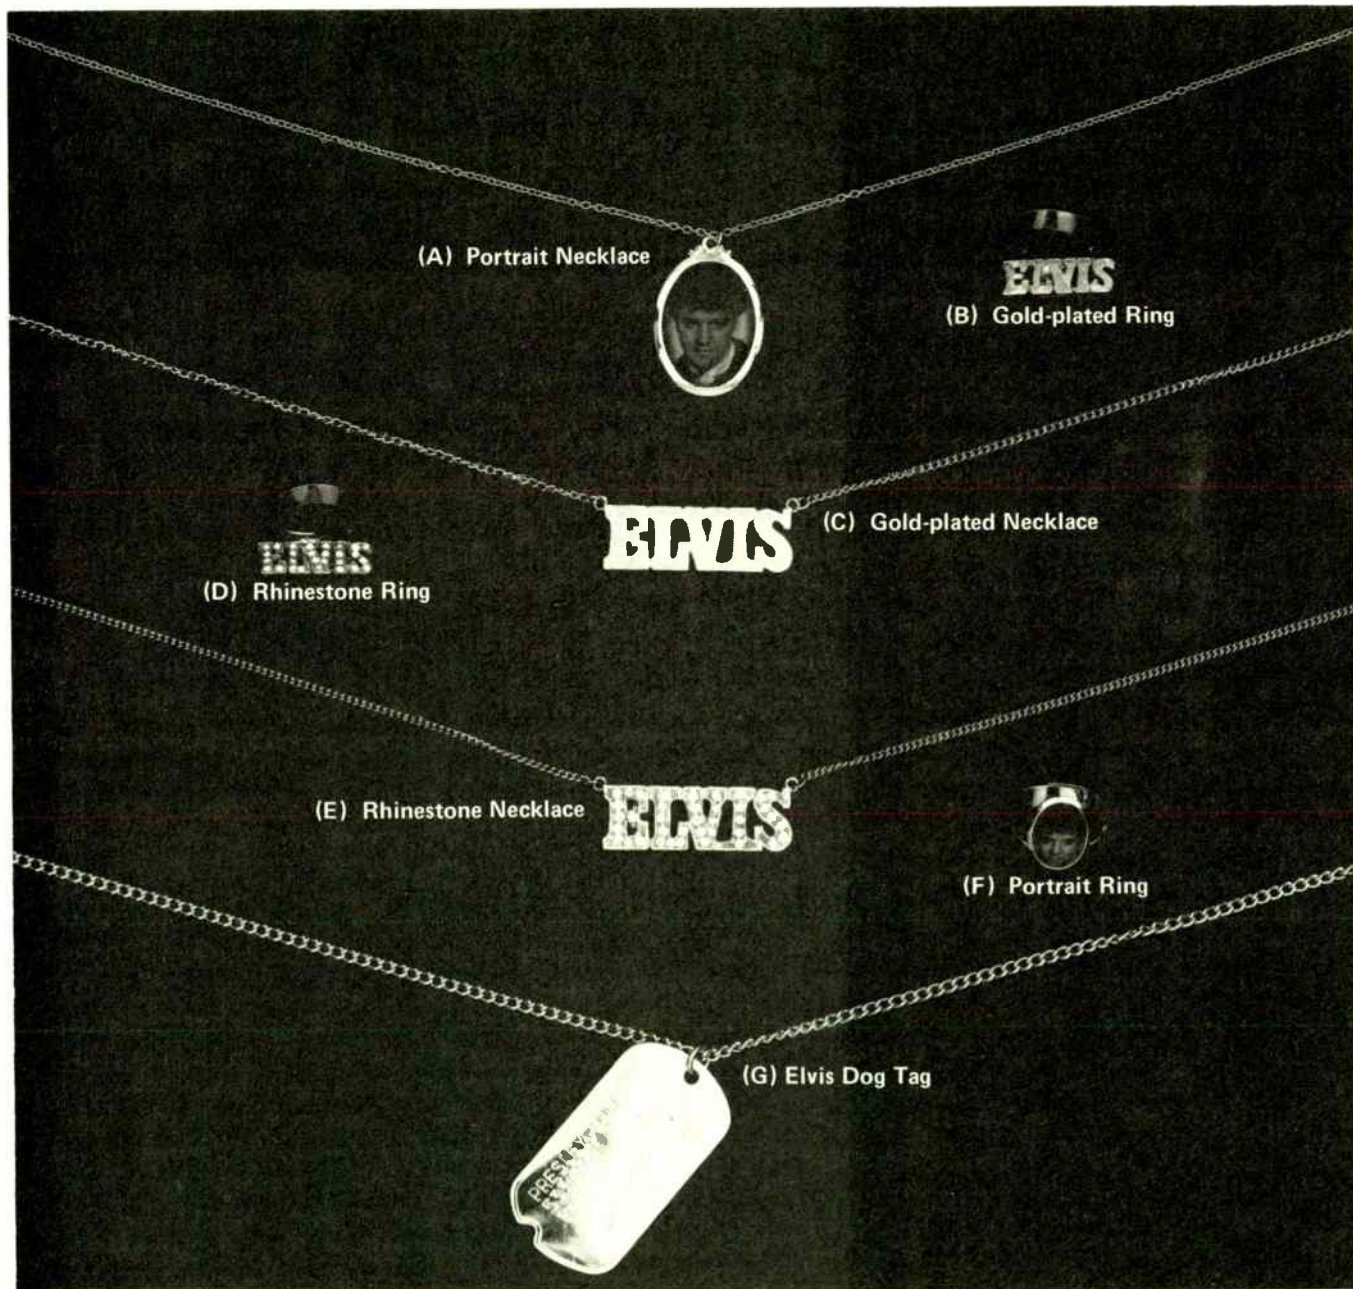 (A) Portrait Necklace
ELVIS
(B) Gold-plated Ring
ELVIS
(C) Gold-plated Necklace
ELVIS
(D) Rhinestone Ring
ELVIS
(E) Rhinestone Necklace
(F) Portrait Ring
(G) Elvis Dog Tag